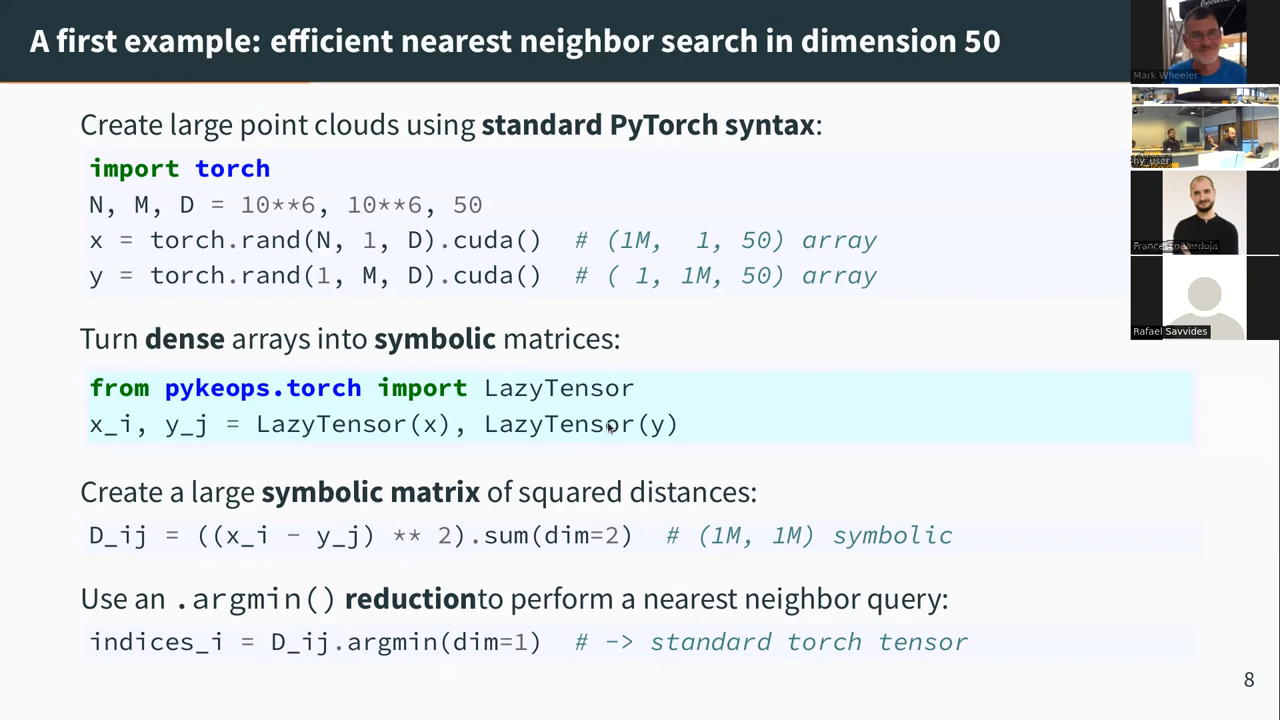 A first example: efficient nearest neighbor search in dimension 50
Create large point clouds using standard PyTorch syntax:
import torch
N, M, D = 10**6, 10**6, 50
x = torch.rand(N, 1, D).cuda()  # (1M,  1, 50) array
y = torch.rand(1, M, D).cuda()  # ( 1, 1M, 50) array
Turn dense arrays into symbolic matrices:
from pykeops.torch import LazyTensor
x_i, y_j = LazyTensor(x), LazyTensor(y)
Create a large symbolic matrix of squared distances:
D_ij = ((x_i - y_j) ** 2).sum(dim=2)  # (1M, 1M) symbolic
Use an .argmin() reductionto perform a nearest neighbor query:
indices_i = D_ij.argmin(dim=1)  # -> standard torch tensor
8
Mark Wheeler
hy_user
Francesco Verdoja
Rafael Savvides